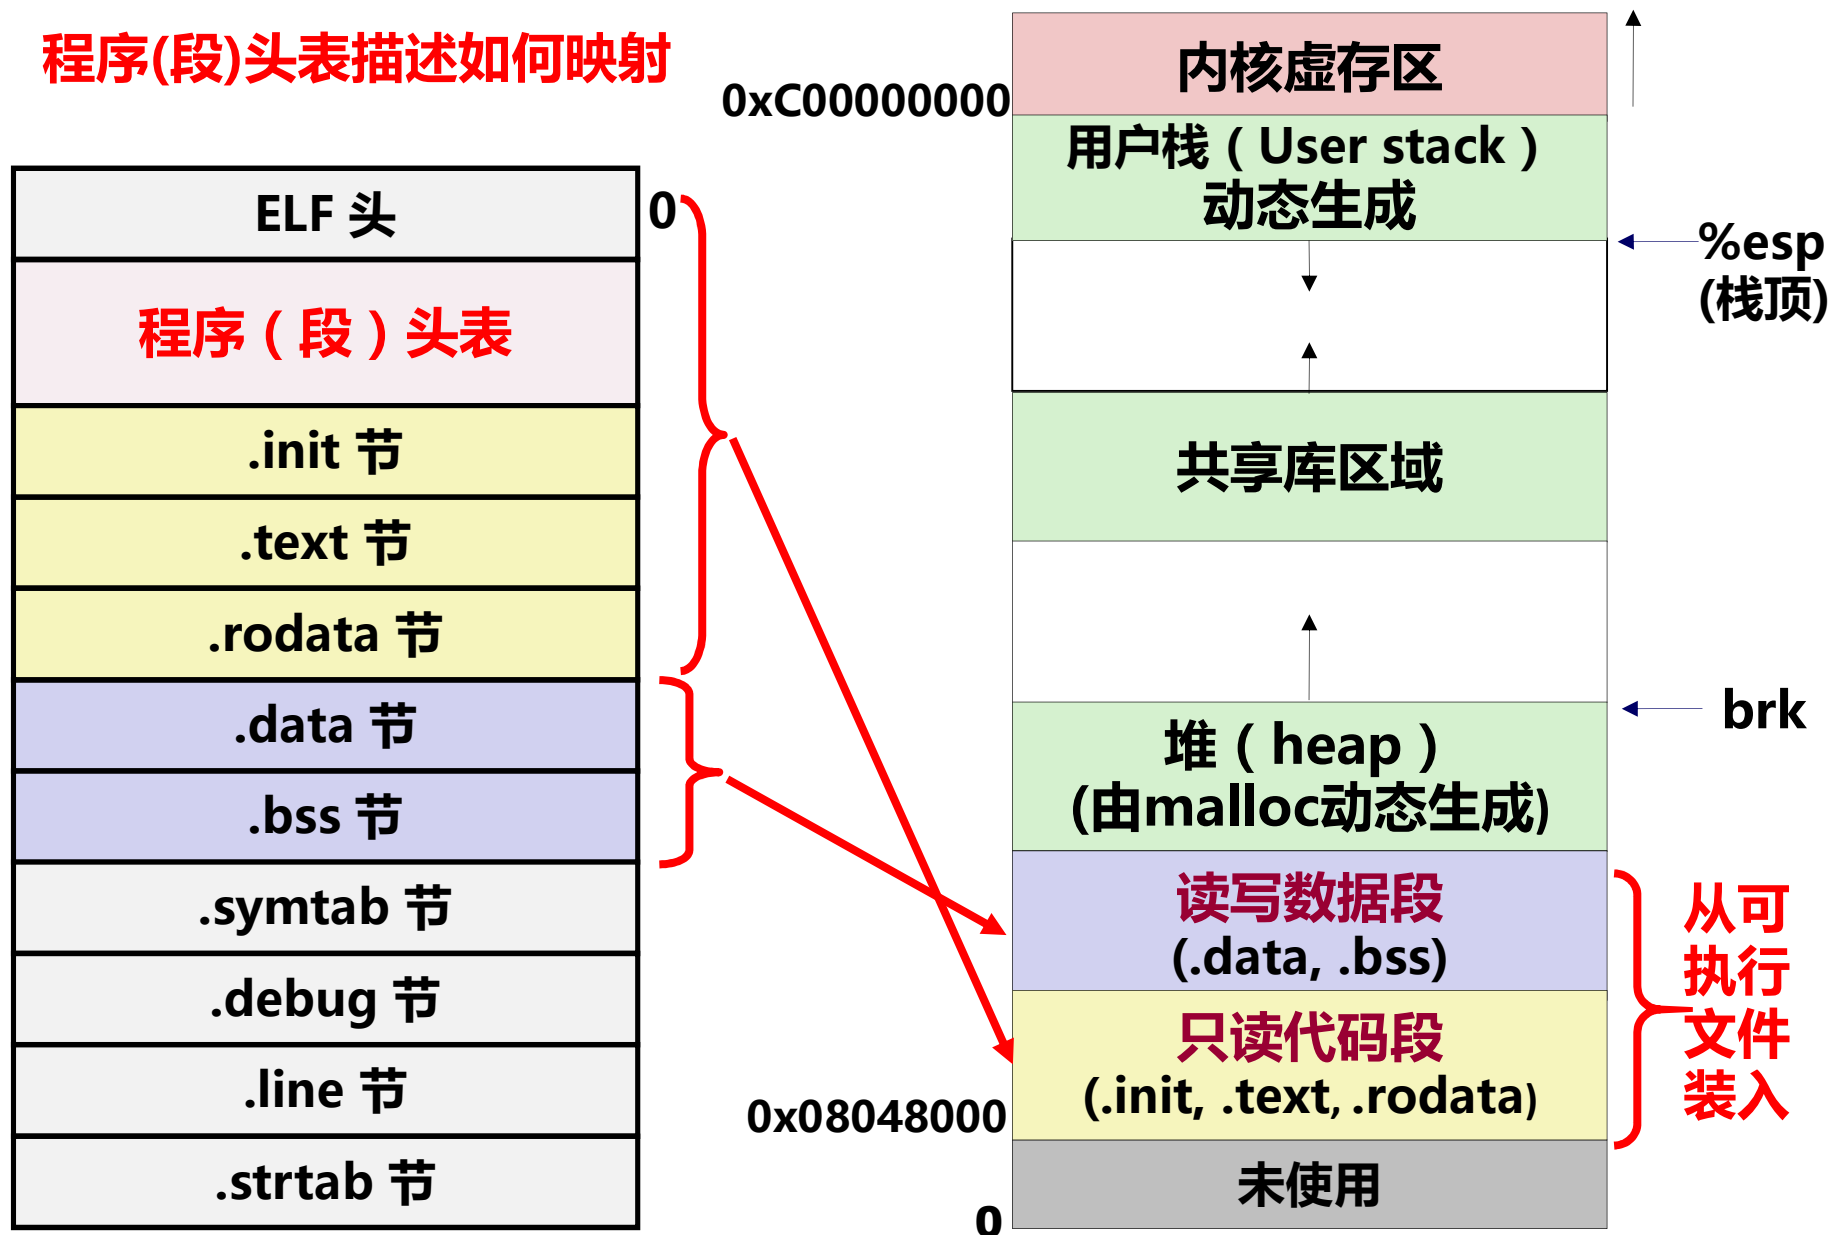 程序(段)头表描述如何映射
ELF 头
0
程序（段）头表
.init 节
.text 节
.rodata 节
.data 节
.bss 节
.symtab 节
.debug 节
.line 节
.strtab 节
0xC00000000
内核虚存区
用户栈（User stack）
动态生成
%esp
(栈顶)
共享库区域
brk
堆（heap）
(由malloc动态生成)
读写数据段
(.data, .bss)
只读代码段
(.init, .text, .rodata)
0x08048000
未使用
0
从可
执行
文件
装入